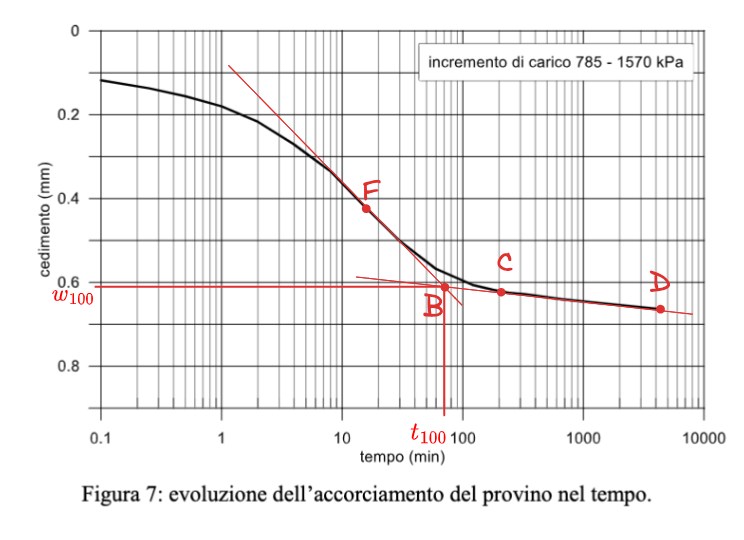 0
incremento di carico 785 - 1570 kPa
0.2
F
0.4
cedimento (mm)
C
D
0.6
w100
B
0.8
t100
0.1 1 10 100 1000 10000
tempo (min)
Figura 7: evoluzione dell'accorciamento del provino nel tempo.